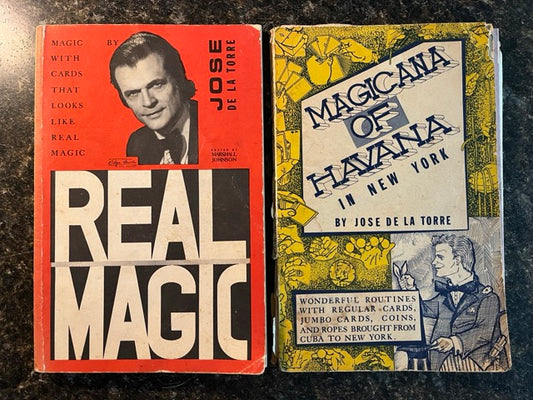 MAGIC BY
WITH
CARDS
THAT
LOOKS
LIKE
REAL
MAGIC
JOSE
DE LA TORRE
EDITED BY
MARSHALL
JOHNSON
REAL
MAGIC
MAGICANA
OF
HAVANA
IN NEW YORK
BY JOSE DE LA TORRE
WONDERFUL ROUTINES
WITH REGULAR CARDS,
JUMBO CARDS, COINS,
AND ROPES BROUGHT FROM
CUBA TO NEW YORK.